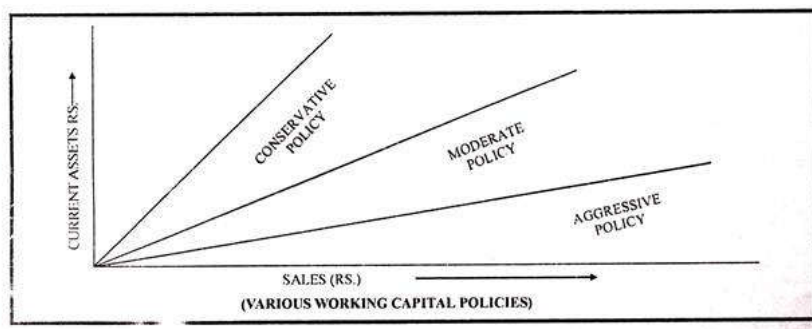 CURRENT ASSETS RS.
CONSERVATIVE
POLICY
MODERATE
POLICY
AGGRESSIVE
POLICY
SALES (RS.)
(VARIOUS WORKING CAPITAL POLICIES)